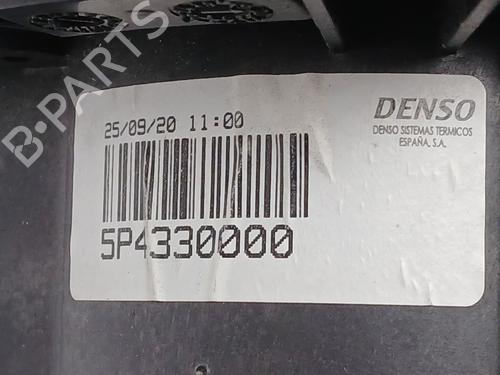 B-PARTS
25/09/20 11:00
DENSO
DENSO SISTEMAS TERMICOS
ESPAÑA, S.A.
5P4330000